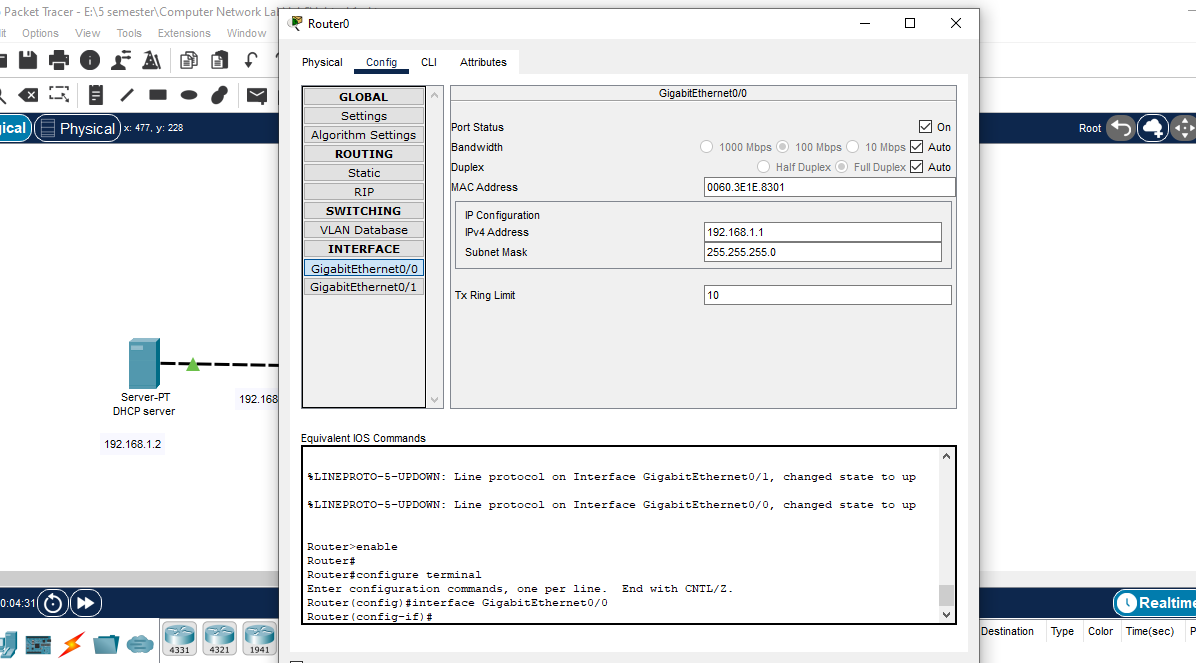 Packet Tracer - E:\5 semester\Computer Network La
Router0
Options View Tools Extensions Window
Physical Config CLI Attributes
GLOBAL
Settings
Algorithm Settings
ROUTING
Static
RIP
SWITCHING
VLAN Database
INTERFACE
GigabitEthernet0/0
GigabitEthernet0/1
GigabitEthernet0/0
Port Status On
Bandwidth 1000 Mbps 100 Mbps 10 Mbps Auto
Duplex Half Duplex Full Duplex Auto
MAC Address 0060.3E1E.8301
IP Configuration
IPv4 Address 192.168.1.1
Subnet Mask 255.255.255.0
Tx Ring Limit 10
Physical x: 477, y: 228
Root
Server-PT
DHCP server
192.168
192.168.1.2
Equivalent IOS Commands
%LINEPROTO-5-UPDOWN: Line protocol on Interface GigabitEthernet0/1, changed state to up
%LINEPROTO-5-UPDOWN: Line protocol on Interface GigabitEthernet0/0, changed state to up
Router>enable
Router#
Router#configure terminal
Enter configuration commands, one per line. End with CNTL/Z.
Router(config)#interface GigabitEthernet0/0
Router(config-if)#
0:04:31
Realtime
4331 4321 1941
Destination Type Color Time(sec) P